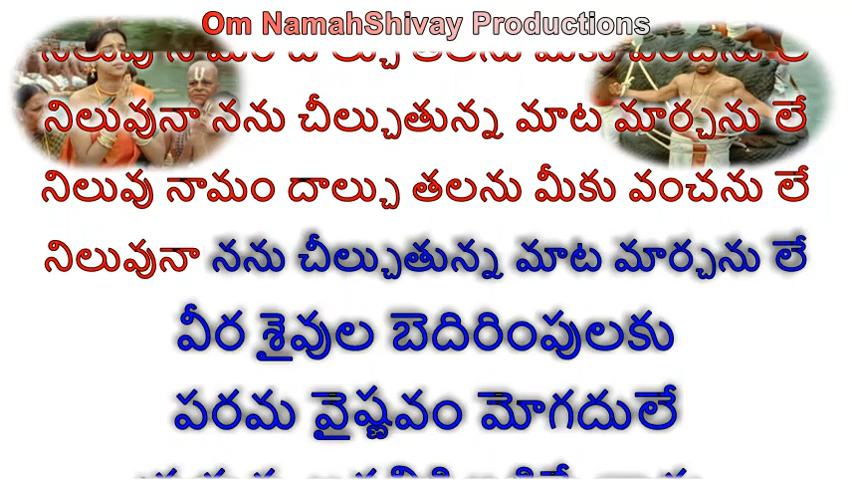 Om NamahShivay Productions
నిలువునా నను చీల్చుతున్న మాట మార్చను లే
నిలువు నామం దాల్చు తలను మీకు వంచను లే
నిలువునా నను చీల్చుతున్న మాట మార్చను లే
వీర శైవుల బెదిరింపులకు
పరమ వైష్ణవం మోగదులే